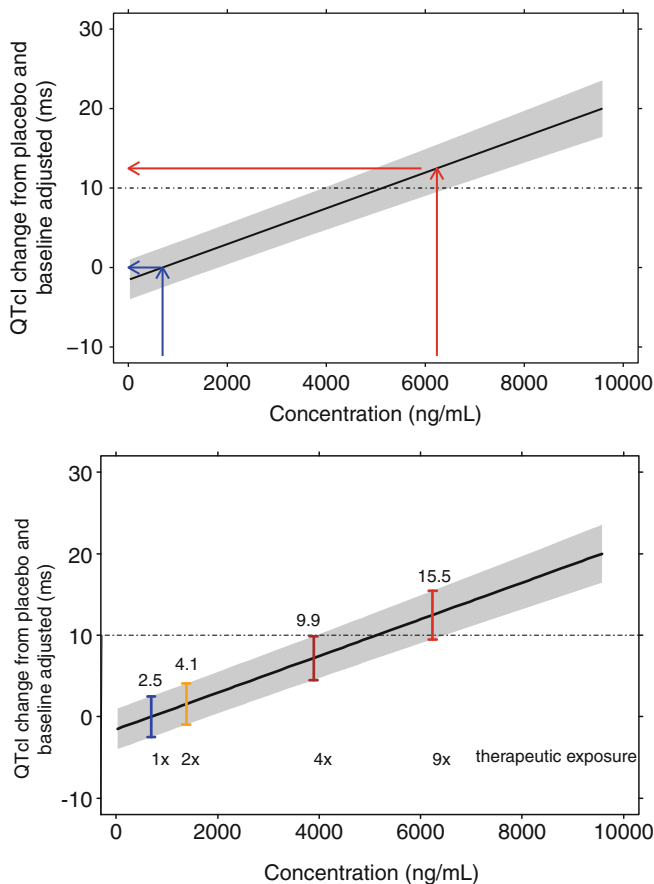 QTcI change from placebo and
baseline adjusted (ms)
30
20
10
0
−10
0 2000 4000 6000 8000 10000
Concentration (ng/mL)
QTcI change from placebo and
baseline adjusted (ms)
30
20
10
0
-10
2.5 4.1 9.9 15.5
1x 2x 4x 9x therapeutic exposure
0 2000 4000 6000 8000 10000
Concentration (ng/mL)